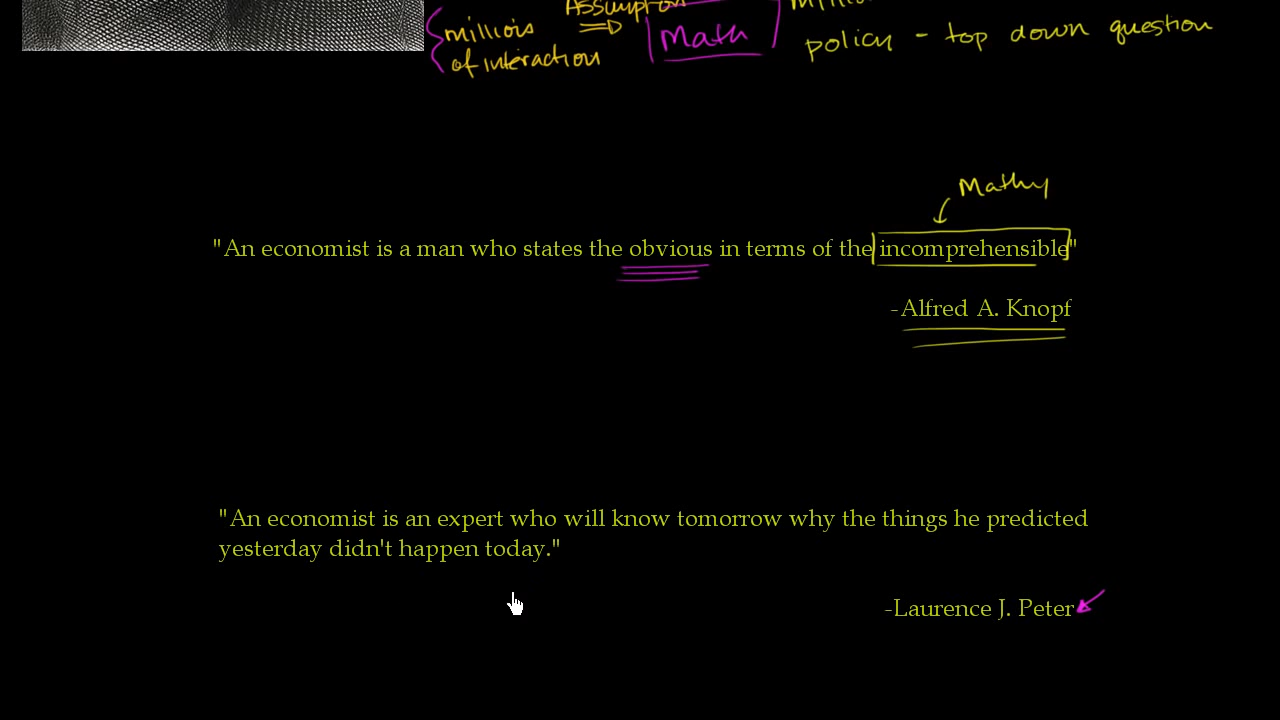 Assumption
millions
of interaction
Math
policy - top down question
Mathy
"An economist is a man who states the obvious in terms of the incomprehensible"
-Alfred A. Knopf
"An economist is an expert who will know tomorrow why the things he predicted
yesterday didn't happen today."
-Laurence J. Peter